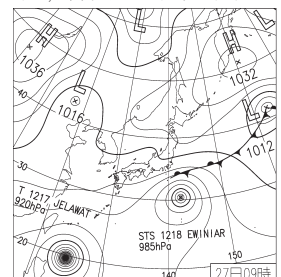 H
1036
L
H
1032
L
L
1016
40
L
1012
30
T 1217 JELAWAT
920hPa
STS 1218 EWINIAR
985hPa
20
140
150
27日09時